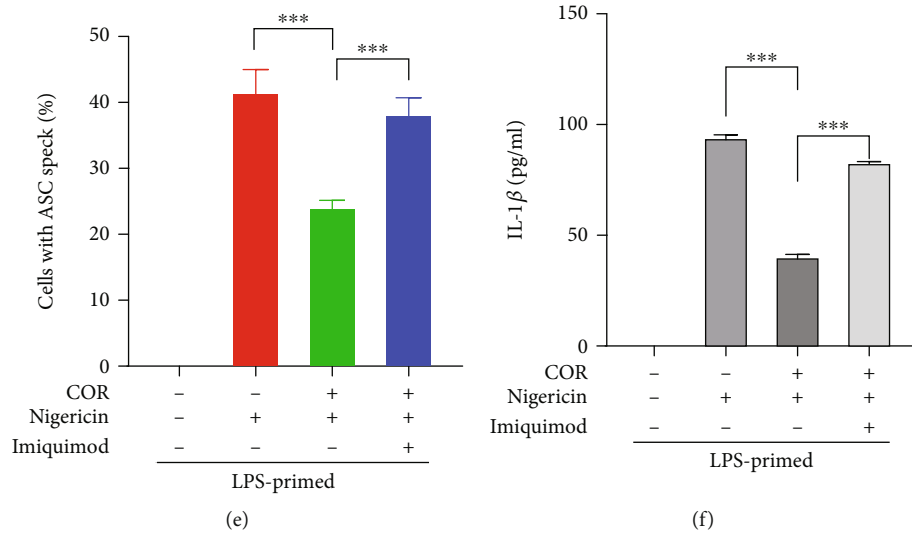 Cells with ASC speck (%)
50
40
30
20
10
0
*** ***
COR – – + +
Nigericin – + + +
Imiquimod – – – +
LPS-primed
(e)
IL-1β (pg/ml)
150
100
50
0
*** ***
COR – – + +
Nigericin – + + +
Imiquimod – – – +
LPS-primed
(f)